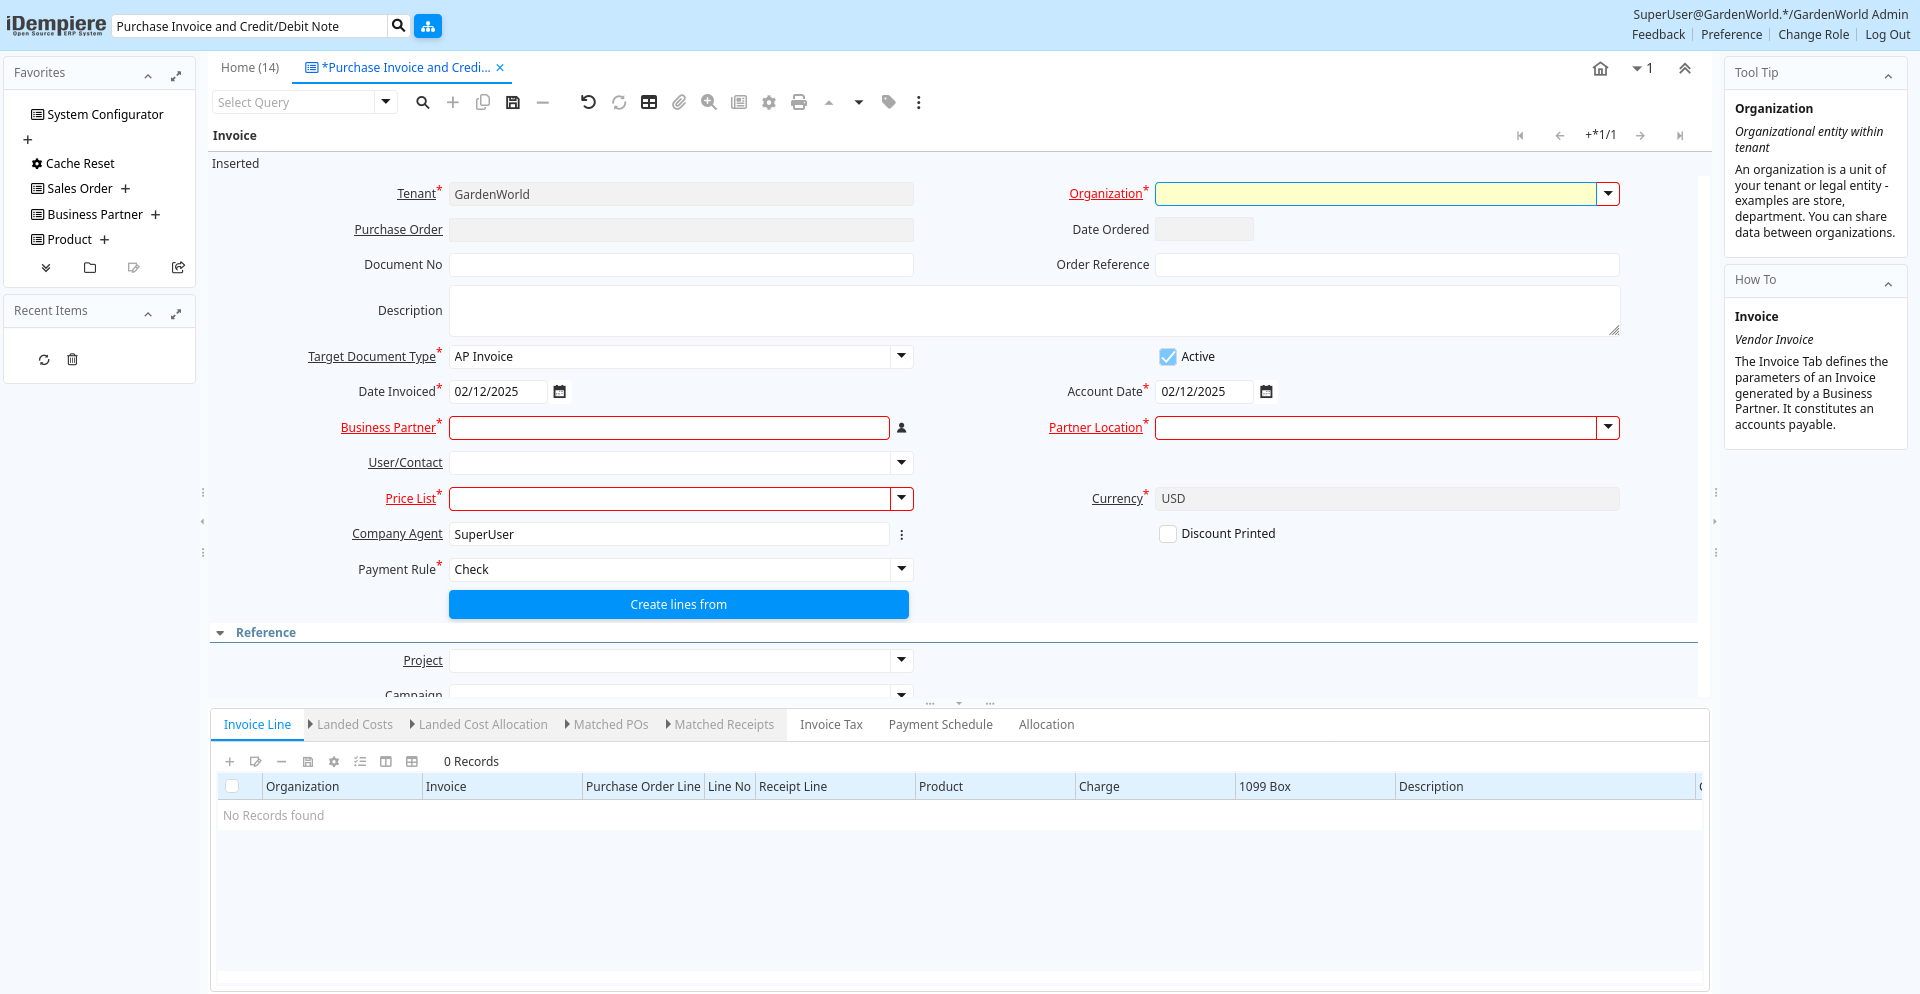 iDempiere
Open Source ERP System
Purchase Invoice and Credit/Debit Note
SuperUser@GardenWorld.*/GardenWorld Admin
Feedback
Preference
Change Role
Log Out
Favorites
System Configurator
Cache Reset
Sales Order
Business Partner
Product
Recent Items
Home (14)
*Purchase Invoice and Credi...
1
Select Query
Invoice
+*1/1
Inserted
Tenant*
GardenWorld
Organization*
Purchase Order
Date Ordered
Document No
Order Reference
Description
Target Document Type*
AP Invoice
Active
Date Invoiced*
02/12/2025
Account Date*
02/12/2025
Business Partner*
Partner Location*
User/Contact
Price List*
Currency*
USD
Company Agent
SuperUser
Discount Printed
Payment Rule*
Check
Create lines from
Reference
Project
Campaign
Invoice Line
Landed Costs
Landed Cost Allocation
Matched POs
Matched Receipts
Invoice Tax
Payment Schedule
Allocation
0 Records
Organization
Invoice
Purchase Order Line
Line No
Receipt Line
Product
Charge
1099 Box
Description
No Records found
Tool Tip
Organization
Organizational entity within
tenant
An organization is a unit of
your tenant or legal entity -
examples are store,
department. You can share
data between organizations.
How To
Invoice
Vendor Invoice
The Invoice Tab defines the
parameters of an Invoice
generated by a Business
Partner. It constitutes an
accounts payable.